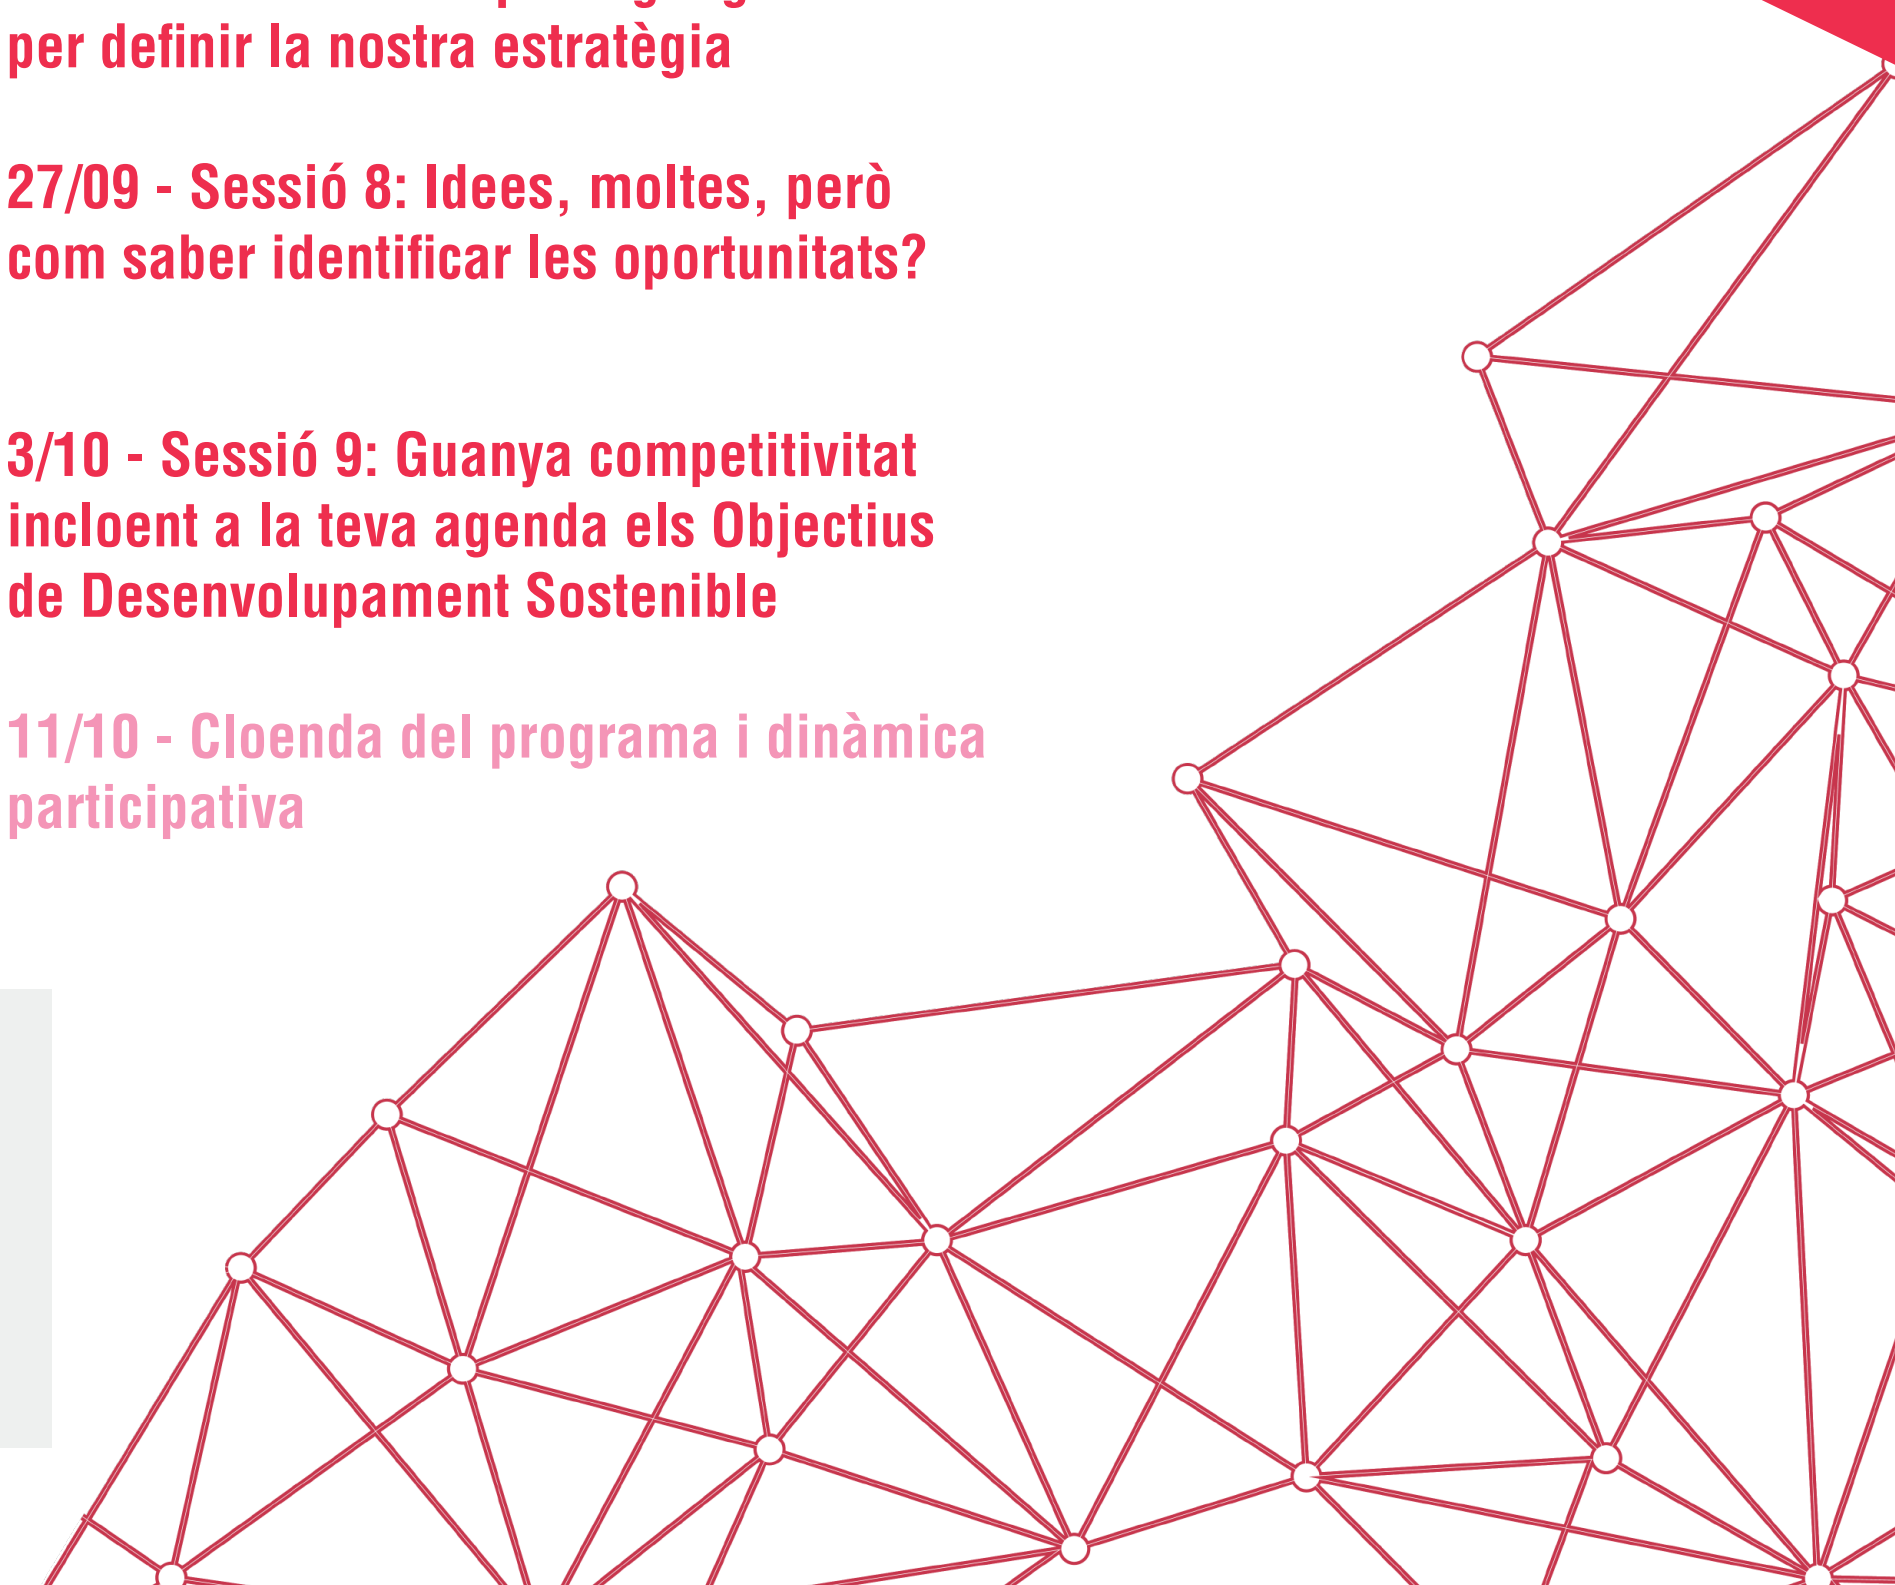 per definir la nostra estratègia
27/09 - Sessió 8: Idees, moltes, però
com saber identificar les oportunitats?
3/10 - Sessió 9: Guanya competitivitat
incloent a la teva agenda els Objectius
de Desenvolupament Sostenible
11/10 - Cloenda del programa i dinàmica
participativa